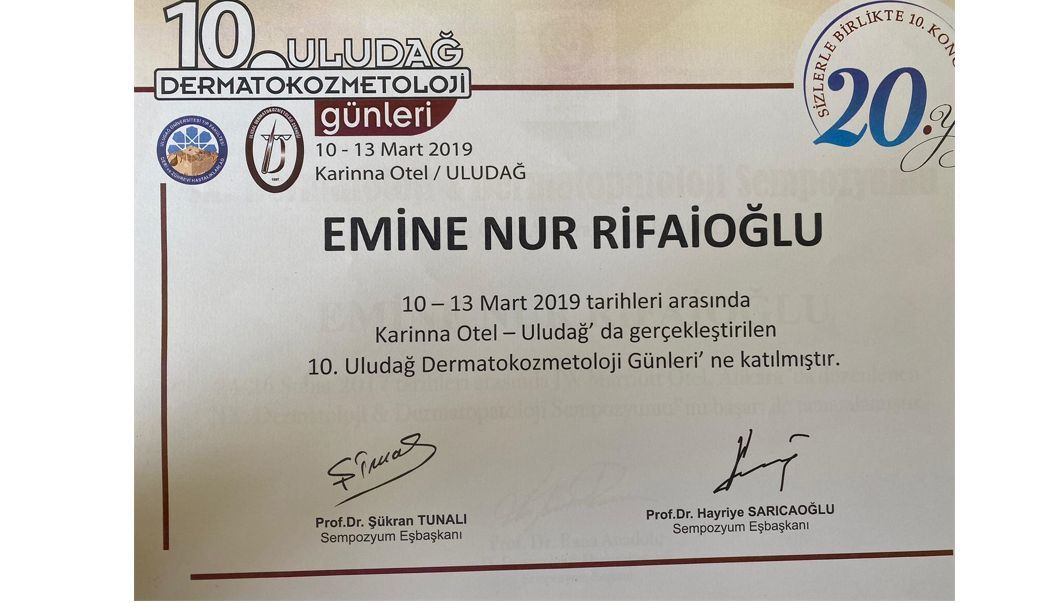 10. ULUDAĞ
DERMATOKOZMETOLOJİ
günleri
10 - 13 Mart 2019
Karinna Otel / ULUDAĞ
SİZLERLE BİRLİKTE 10.
20.
EMİNE NUR RİFAİOĞLU
10 – 13 Mart 2019 tarihleri arasında
Karinna Otel – Uludağ' da gerçekleştirilen
10. Uludağ Dermatokozmetoloji Günleri' ne katılmıştır.
Prof.Dr. Şükran TUNALI
Sempozyum Eşbaşkanı
Prof.Dr. Hayriye SARICAOĞLU
Sempozyum Eşbaşkanı